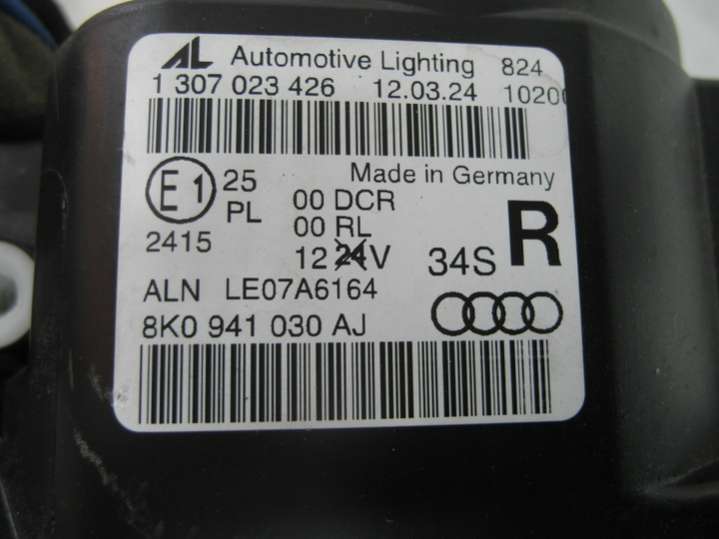 AL Automotive Lighting 824
1 307 023 426 12.03.24 1020
Made in Germany
E1 25 00 DCR
PL 00 RL
2415 12 24V 34S R
ALN LE07A6164
8K0 941 030 AJ